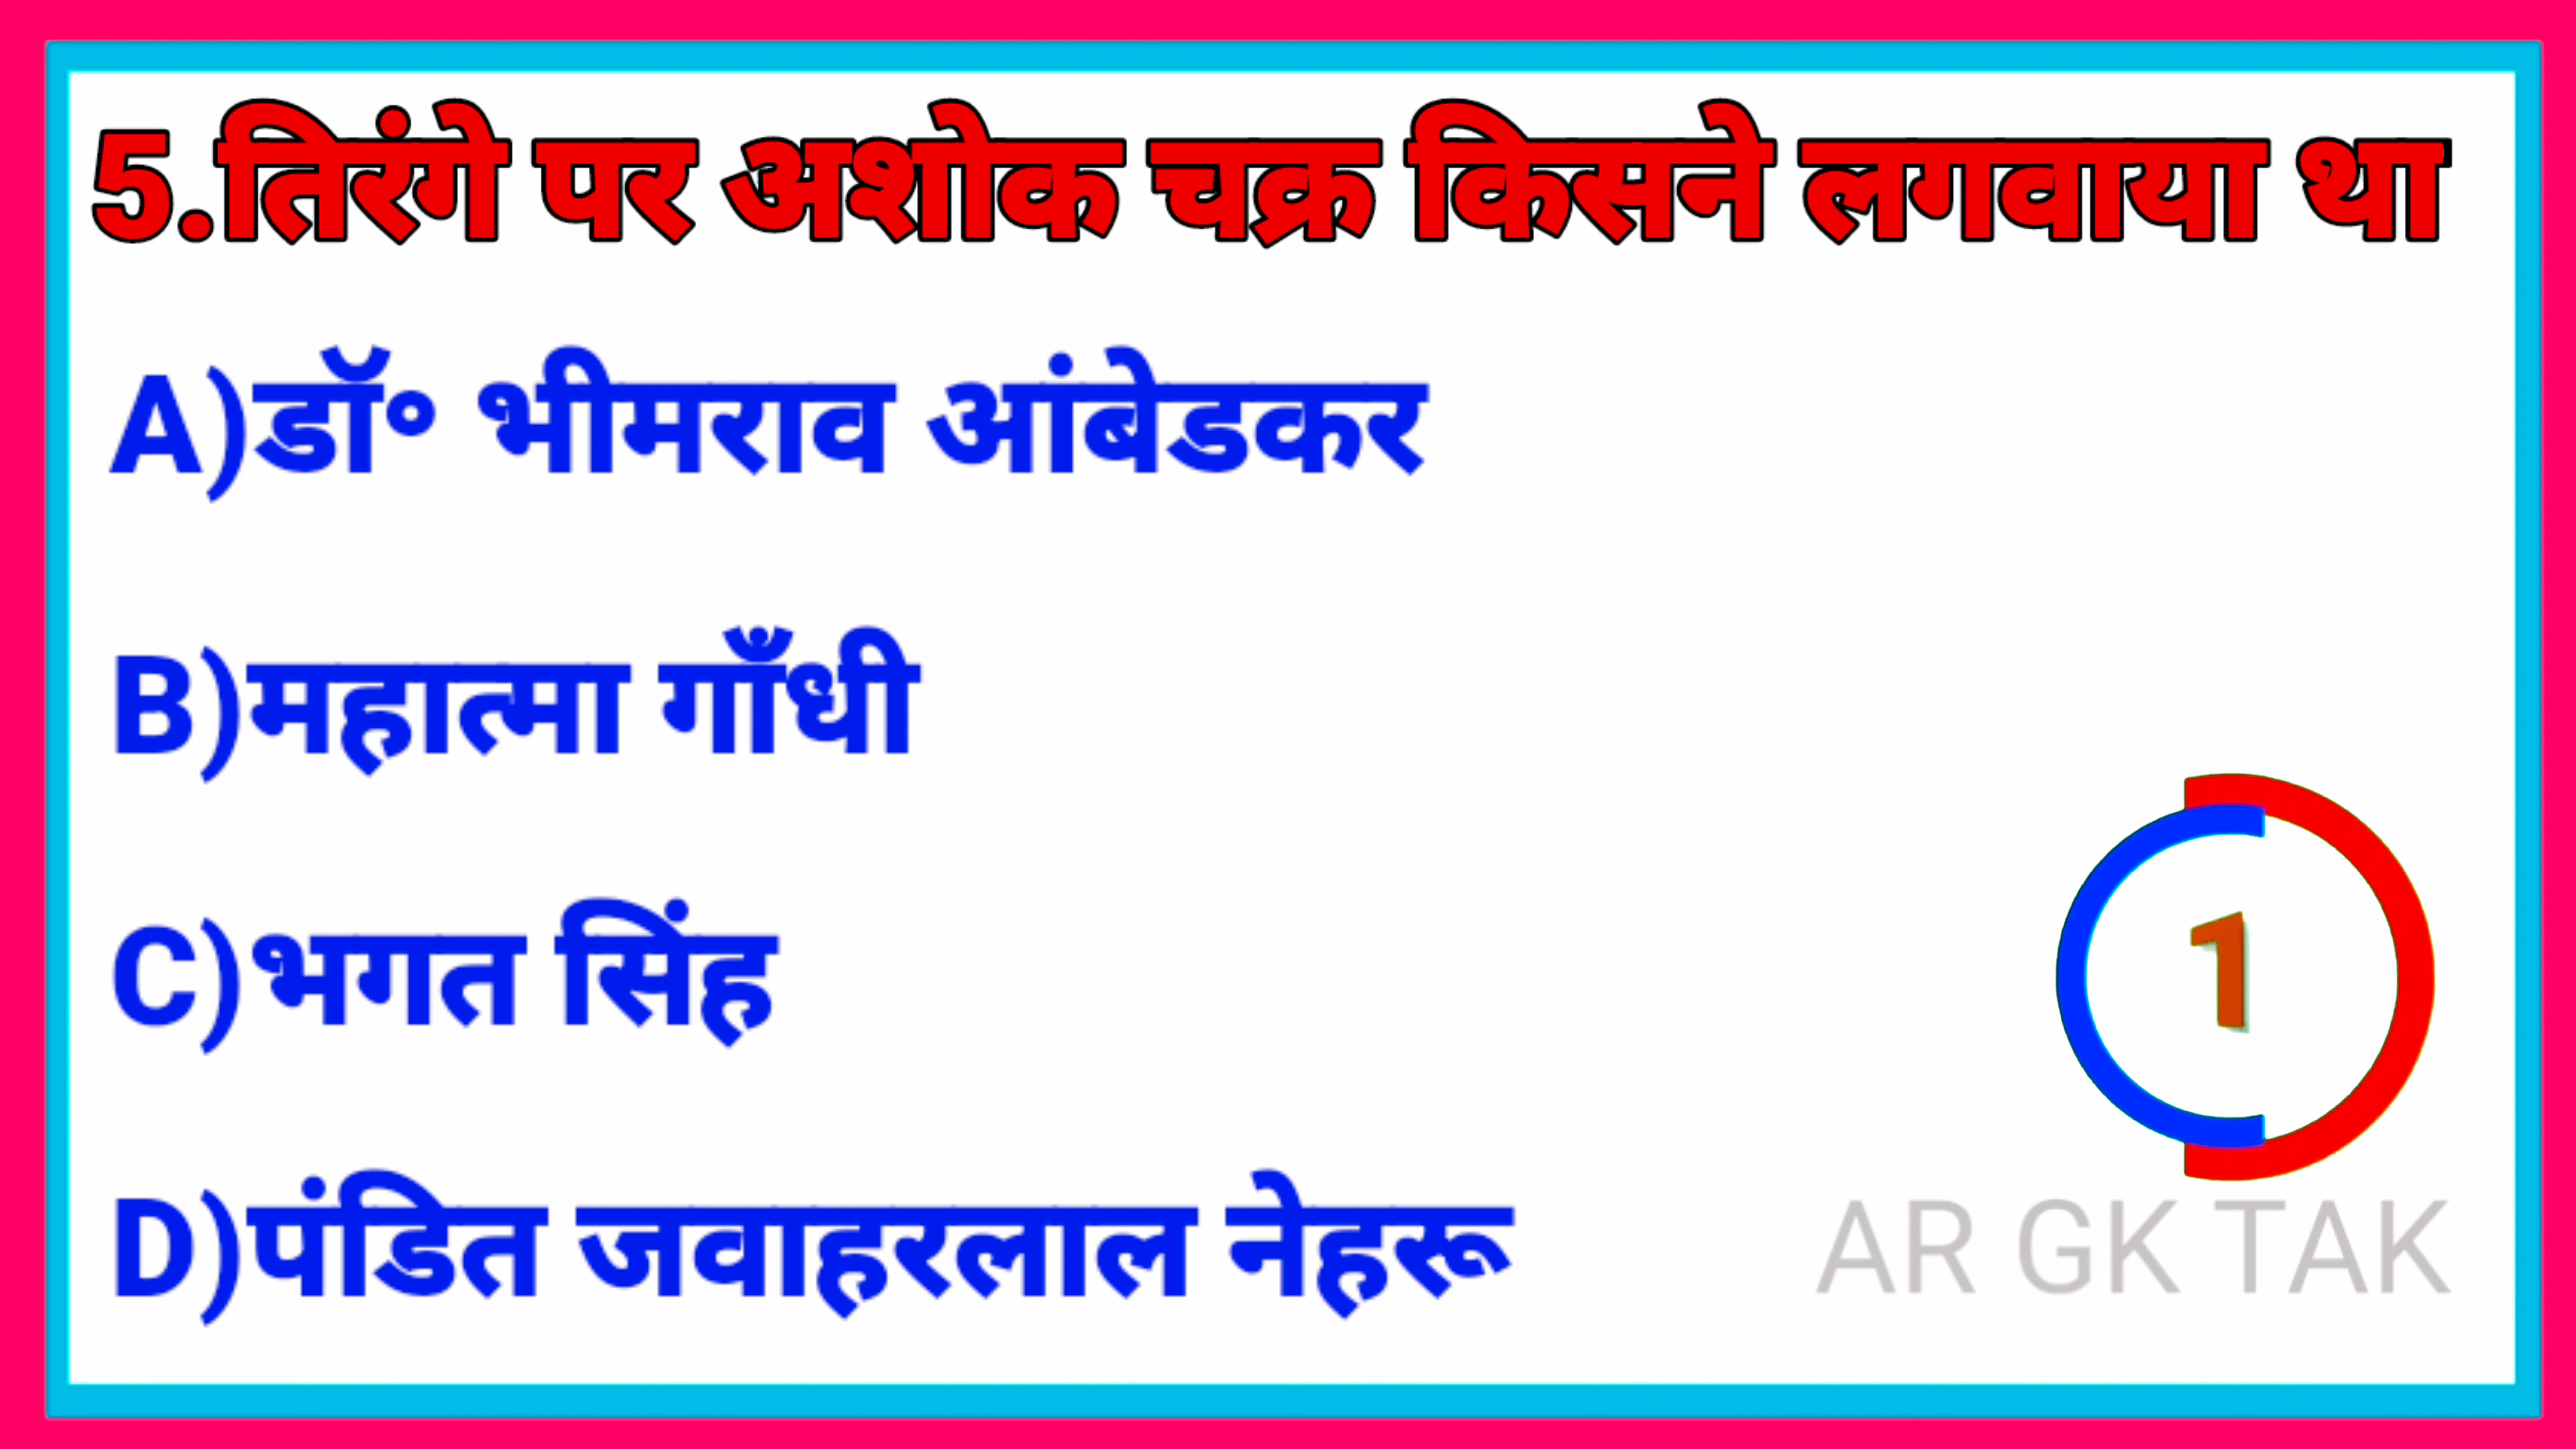 5.तिरंगे पर अशोक चक्र किसने लगवाया था
A)डॉ॰ भीमराव आंबेडकर
B)महात्मा गाँधी
C)भगत सिंह
1
D)पंडित जवाहरलाल नेहरू
AR GK TAK